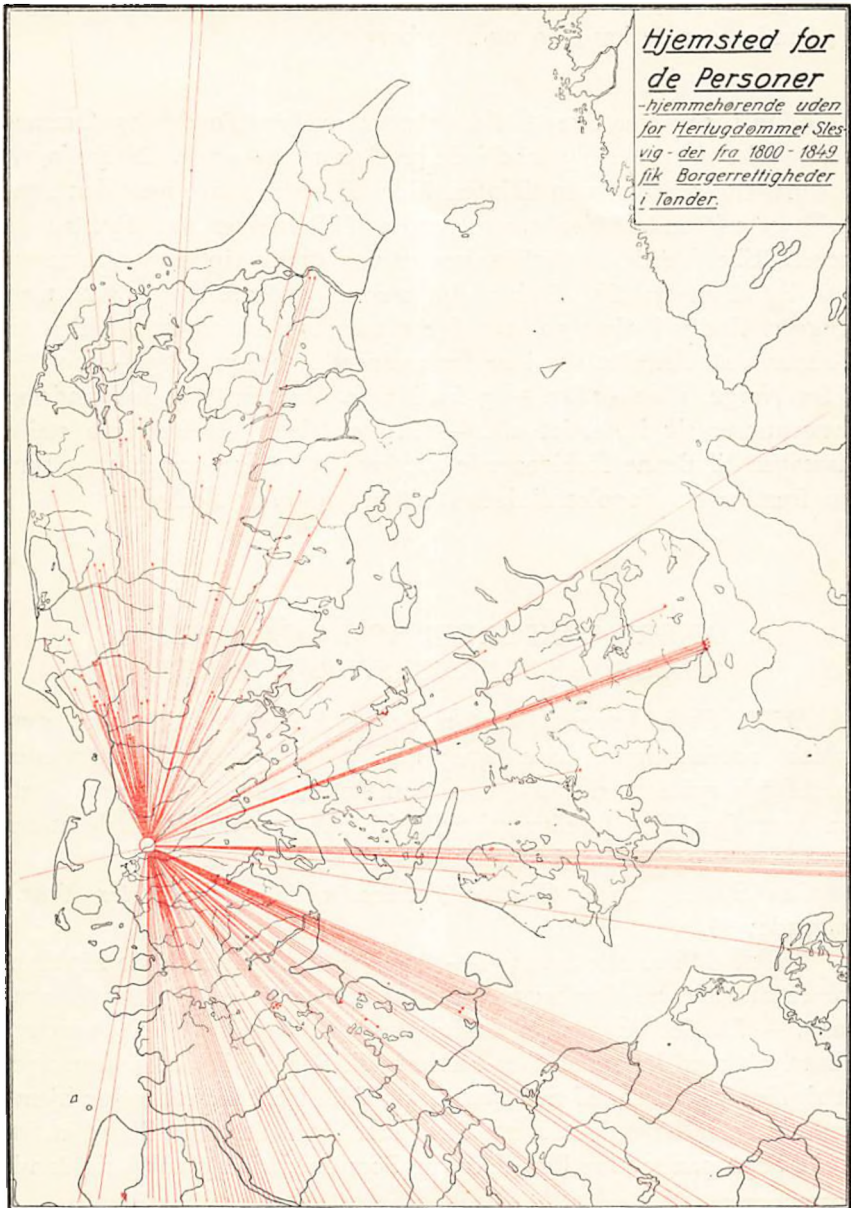 Hjemsted for
de Personer
-hjemmehørende uden
for Hertugdømmet Sles-
vig - der fra 1800 - 1849
fik Borgerrettigheder
i Tønder.